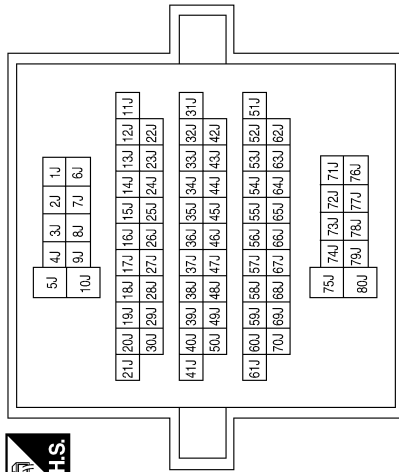 H.S.
5J 4J 3J 2J 1J
10J 9J 8J 7J 6J
21J 20J 19J 18J 17J 16J 15J 14J 13J 12J 11J
30J 29J 28J 27J 26J 25J 24J 23J 22J
41J 40J 39J 38J 37J 36J 35J 34J 33J 32J 31J
50J 49J 48J 47J 46J 45J 44J 43J 42J
61J 60J 59J 58J 57J 56J 55J 54J 53J 52J 51J
70J 69J 68J 67J 66J 65J 64J 63J 62J
75J 74J 73J 72J 71J
80J 79J 78J 77J 76J